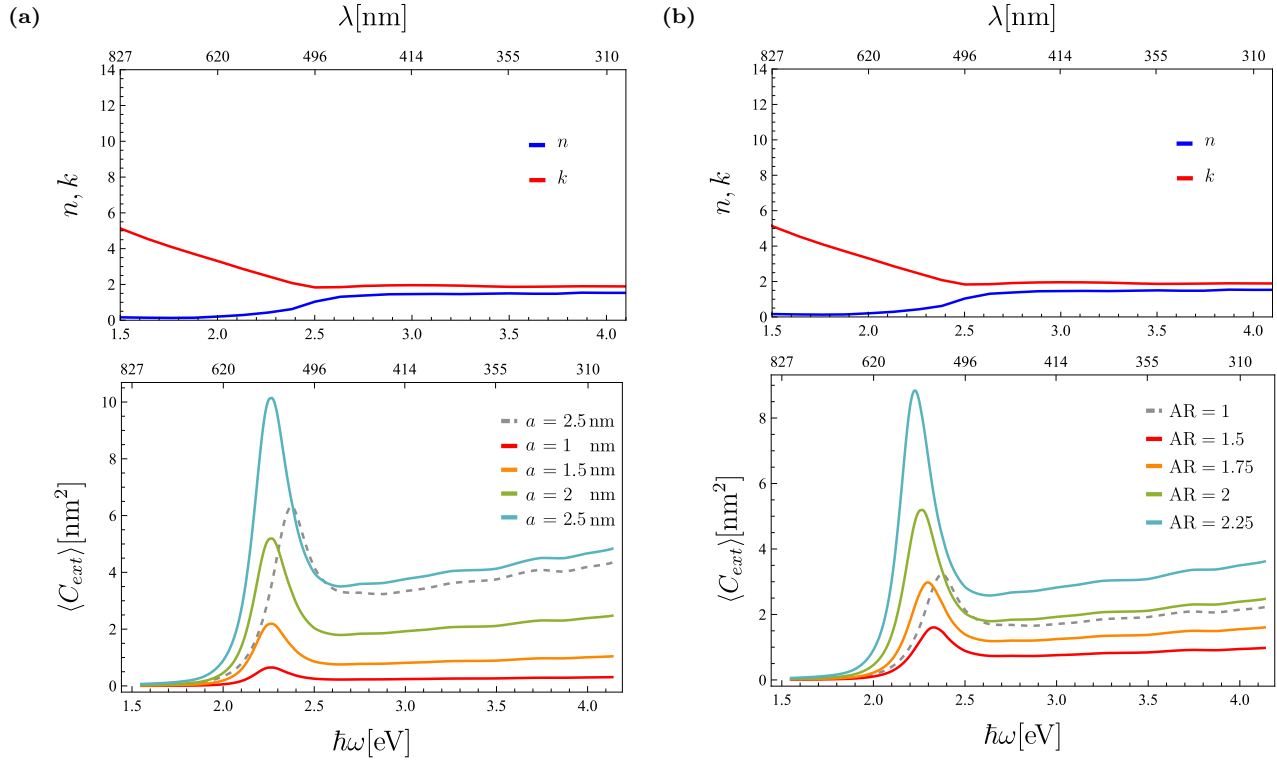 (a)
λ[nm]
827 620 496 414 355 310
14
12
10
8
6
4
2
0
n, k
n
k
1.5 2.0 2.5 3.0 3.5 4.0
827 620 496 414 355 310
10
8
6
4
2
0
⟨C_ext⟩[nm²]
a = 2.5 nm
a = 1 nm
a = 1.5 nm
a = 2 nm
a = 2.5 nm
1.5 2.0 2.5 3.0 3.5 4.0
ħω[eV]
(b)
λ[nm]
827 620 496 414 355 310
14
12
10
8
6
4
2
0
n, k
n
k
1.5 2.0 2.5 3.0 3.5 4.0
827 620 496 414 355 310
8
6
4
2
0
⟨C_ext⟩[nm²]
AR = 1
AR = 1.5
AR = 1.75
AR = 2
AR = 2.25
1.5 2.0 2.5 3.0 3.5 4.0
ħω[eV]